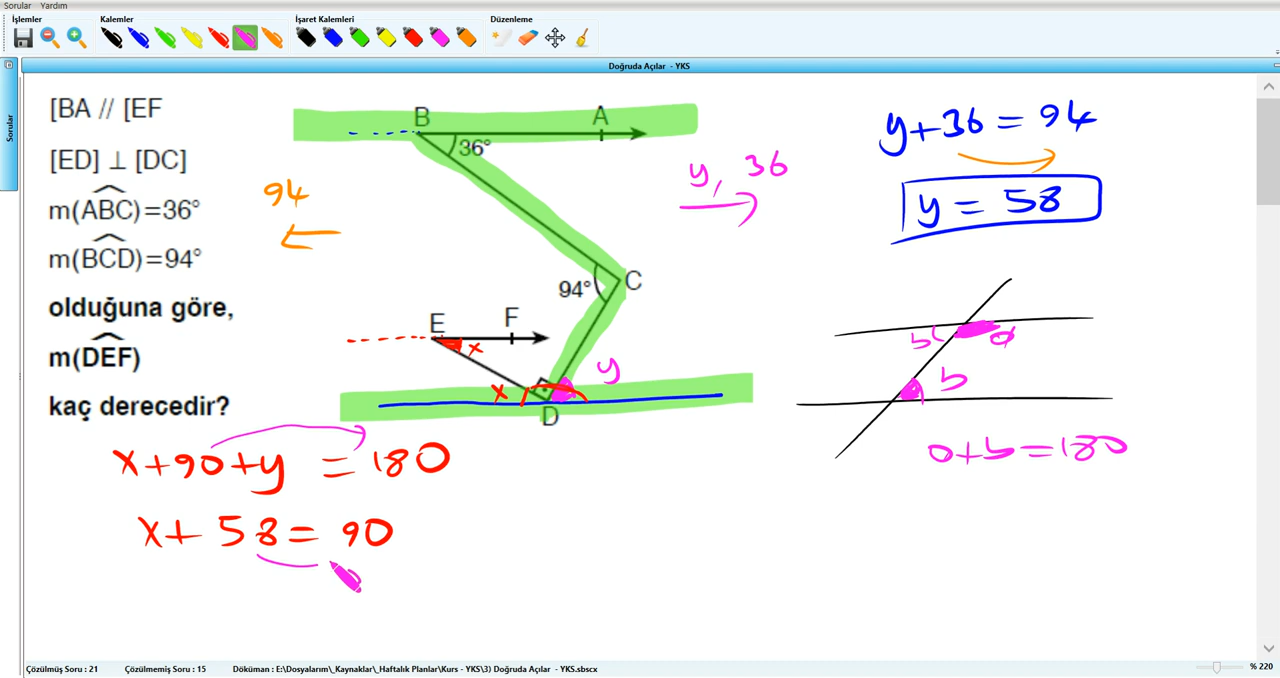 Sorular Yardım
İşlemler Kalemler İşaret Kalemleri Düzenleme
Doğruda Açılar - YKS
Sorular
[BA // [EF
[ED] ⊥ [DC]
m(ABC)=36°
m(BCD)=94°
olduğuna göre,
m(DEF)
kaç derecedir?
B A
36°
94
y, 36
C
94°
E F
x
x
y
D
y+36 = 94
y = 58
b a
b
a+b=180
x+90+y = 180
x+ 58= 90
Çözülmüş Soru : 21 Çözülmemiş Soru : 15 Döküman : E:\Dosyalarım\_Kaynaklar\_Haftalık Planlar\Kurs - YKS\3) Doğruda Açılar - YKS.sbscx % 220